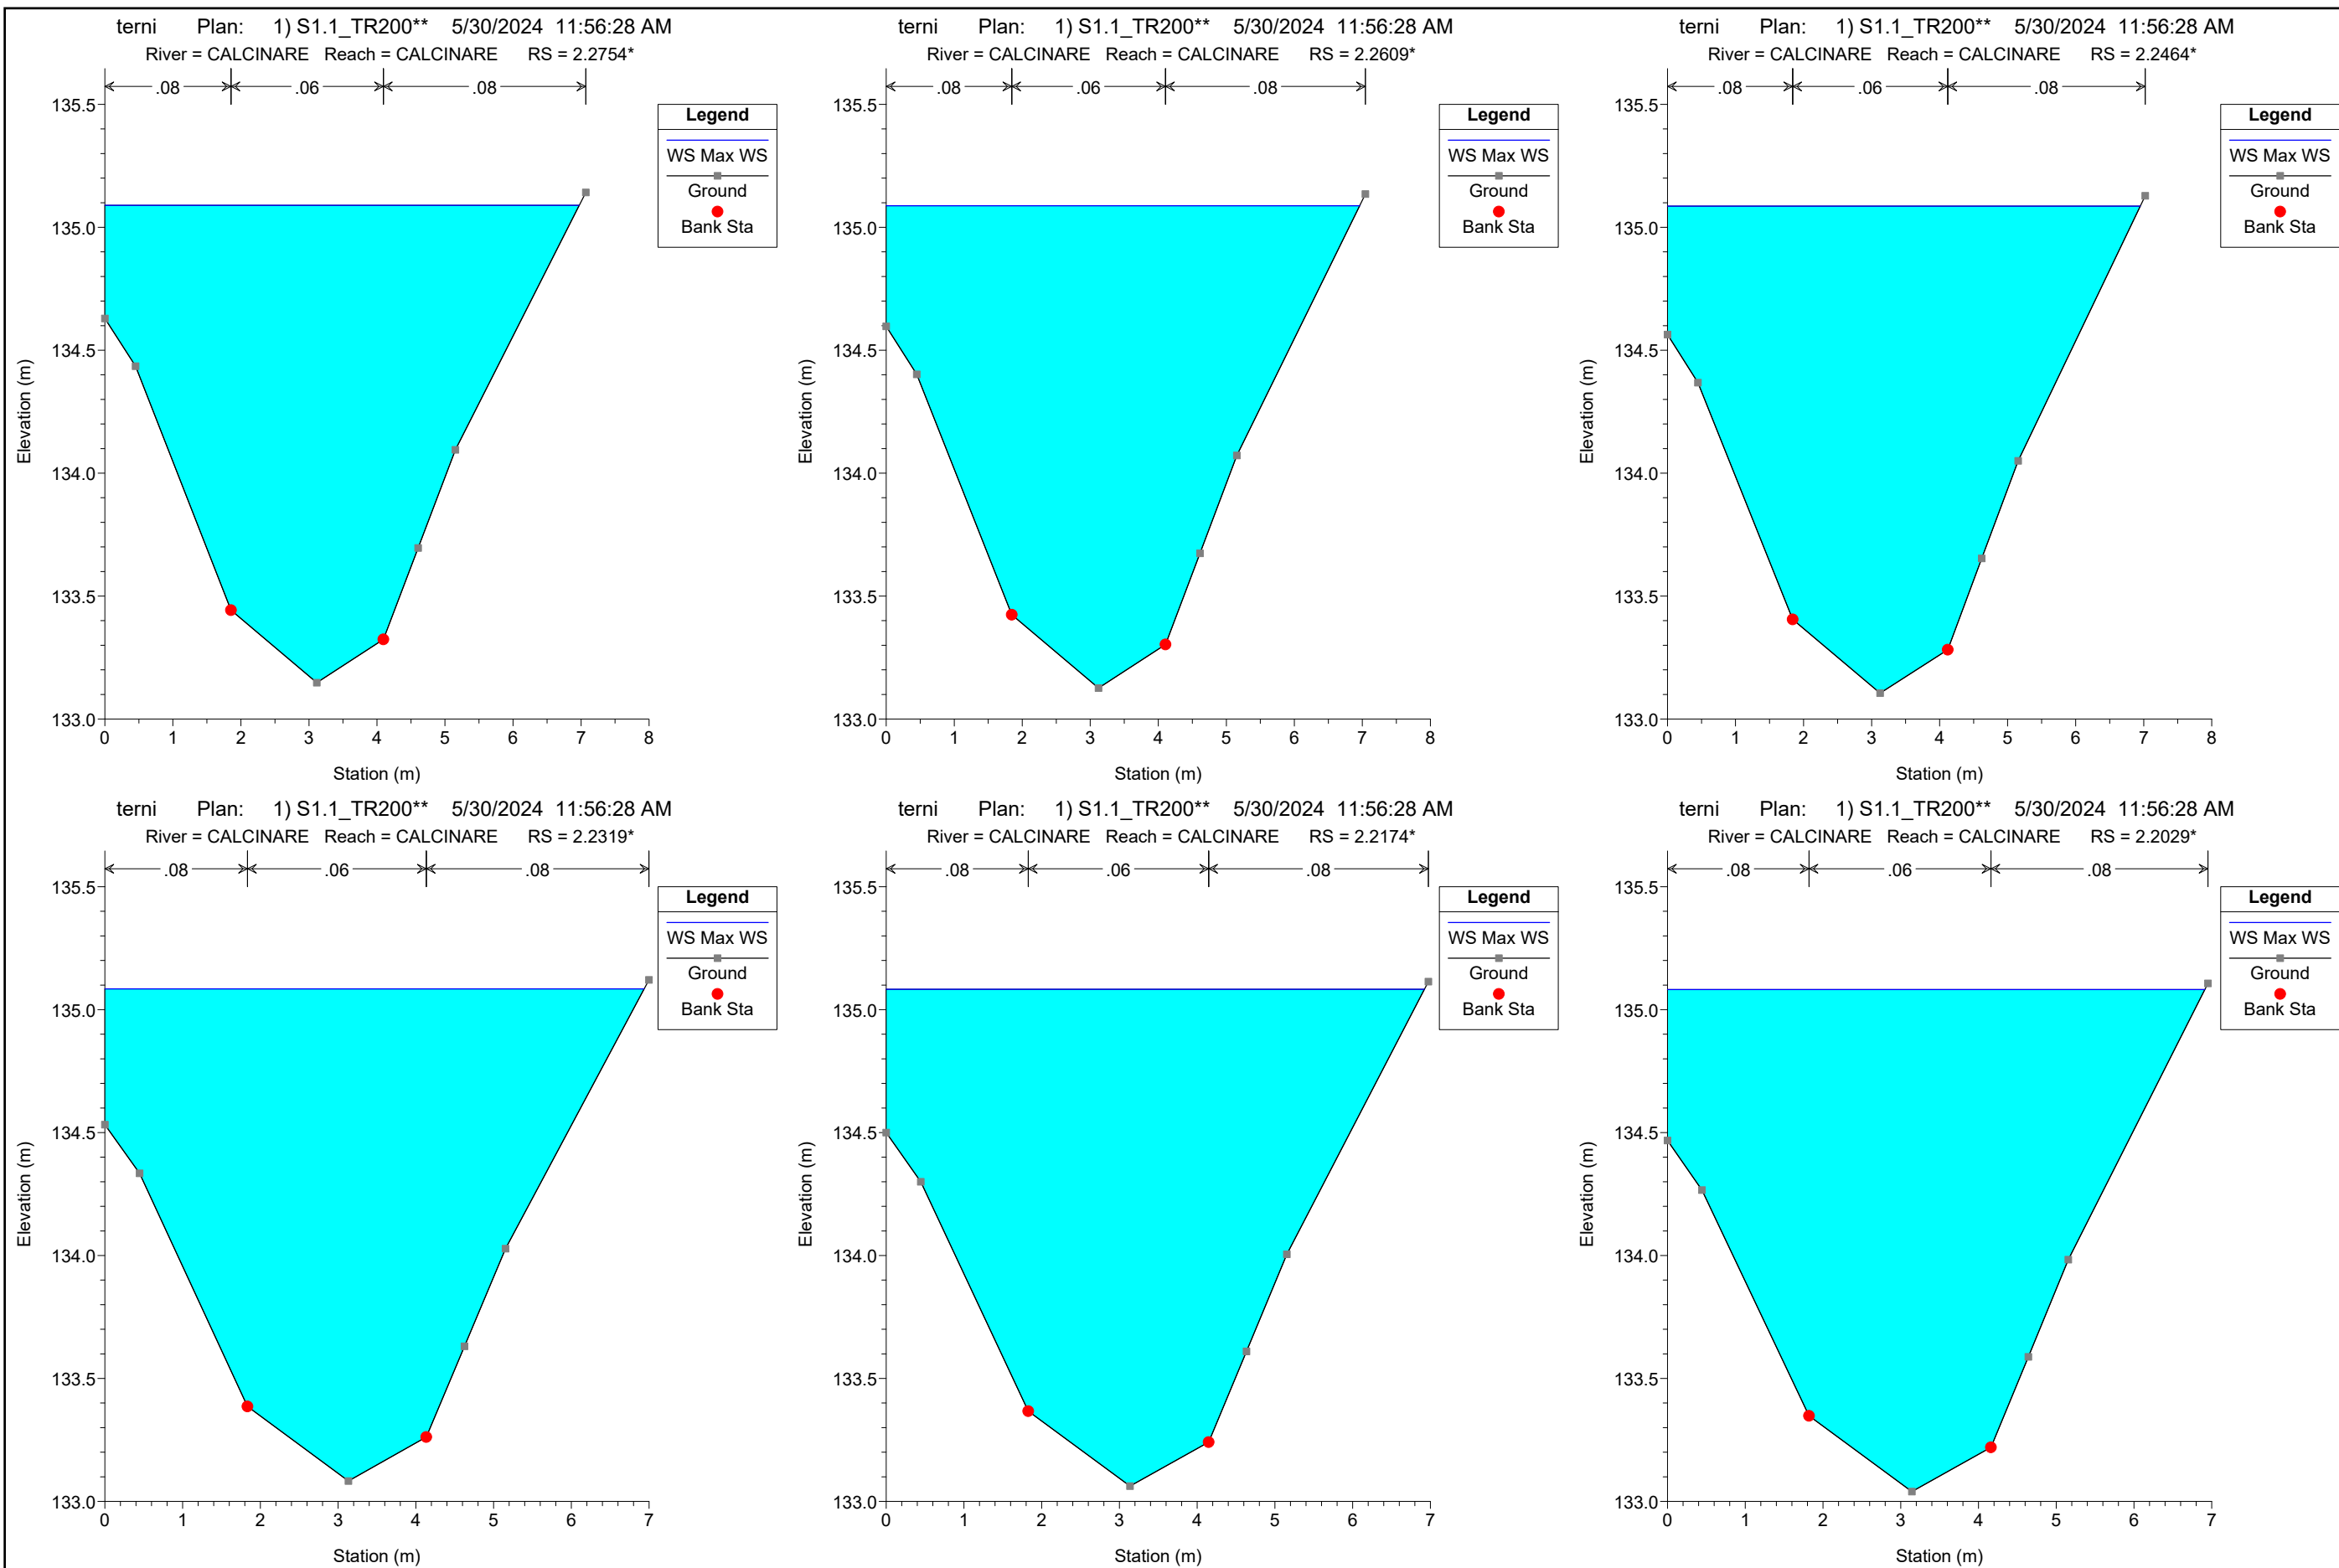 terni Plan: 1) S1.1_TR200** 5/30/2024 11:56:28 AM
River = CALCINARE Reach = CALCINARE RS = 2.2754*
.08 .06 .08
Legend
WS Max WS
Ground
Bank Sta
135.5
135.0
134.5
134.0
133.5
133.0
0 1 2 3 4 5 6 7 8
Elevation (m)
Station (m)
terni Plan: 1) S1.1_TR200** 5/30/2024 11:56:28 AM
River = CALCINARE Reach = CALCINARE RS = 2.2609*
.08 .06 .08
Legend
WS Max WS
Ground
Bank Sta
135.5
135.0
134.5
134.0
133.5
133.0
0 1 2 3 4 5 6 7 8
Elevation (m)
Station (m)
terni Plan: 1) S1.1_TR200** 5/30/2024 11:56:28 AM
River = CALCINARE Reach = CALCINARE RS = 2.2464*
.08 .06 .08
Legend
WS Max WS
Ground
Bank Sta
135.5
135.0
134.5
134.0
133.5
133.0
0 1 2 3 4 5 6 7 8
Elevation (m)
Station (m)
terni Plan: 1) S1.1_TR200** 5/30/2024 11:56:28 AM
River = CALCINARE Reach = CALCINARE RS = 2.2319*
.08 .06 .08
Legend
WS Max WS
Ground
Bank Sta
135.5
135.0
134.5
134.0
133.5
133.0
0 1 2 3 4 5 6 7
Elevation (m)
Station (m)
terni Plan: 1) S1.1_TR200** 5/30/2024 11:56:28 AM
River = CALCINARE Reach = CALCINARE RS = 2.2174*
.08 .06 .08
Legend
WS Max WS
Ground
Bank Sta
135.5
135.0
134.5
134.0
133.5
133.0
0 1 2 3 4 5 6 7
Elevation (m)
Station (m)
terni Plan: 1) S1.1_TR200** 5/30/2024 11:56:28 AM
River = CALCINARE Reach = CALCINARE RS = 2.2029*
.08 .06 .08
Legend
WS Max WS
Ground
Bank Sta
135.5
135.0
134.5
134.0
133.5
133.0
0 1 2 3 4 5 6 7
Elevation (m)
Station (m)